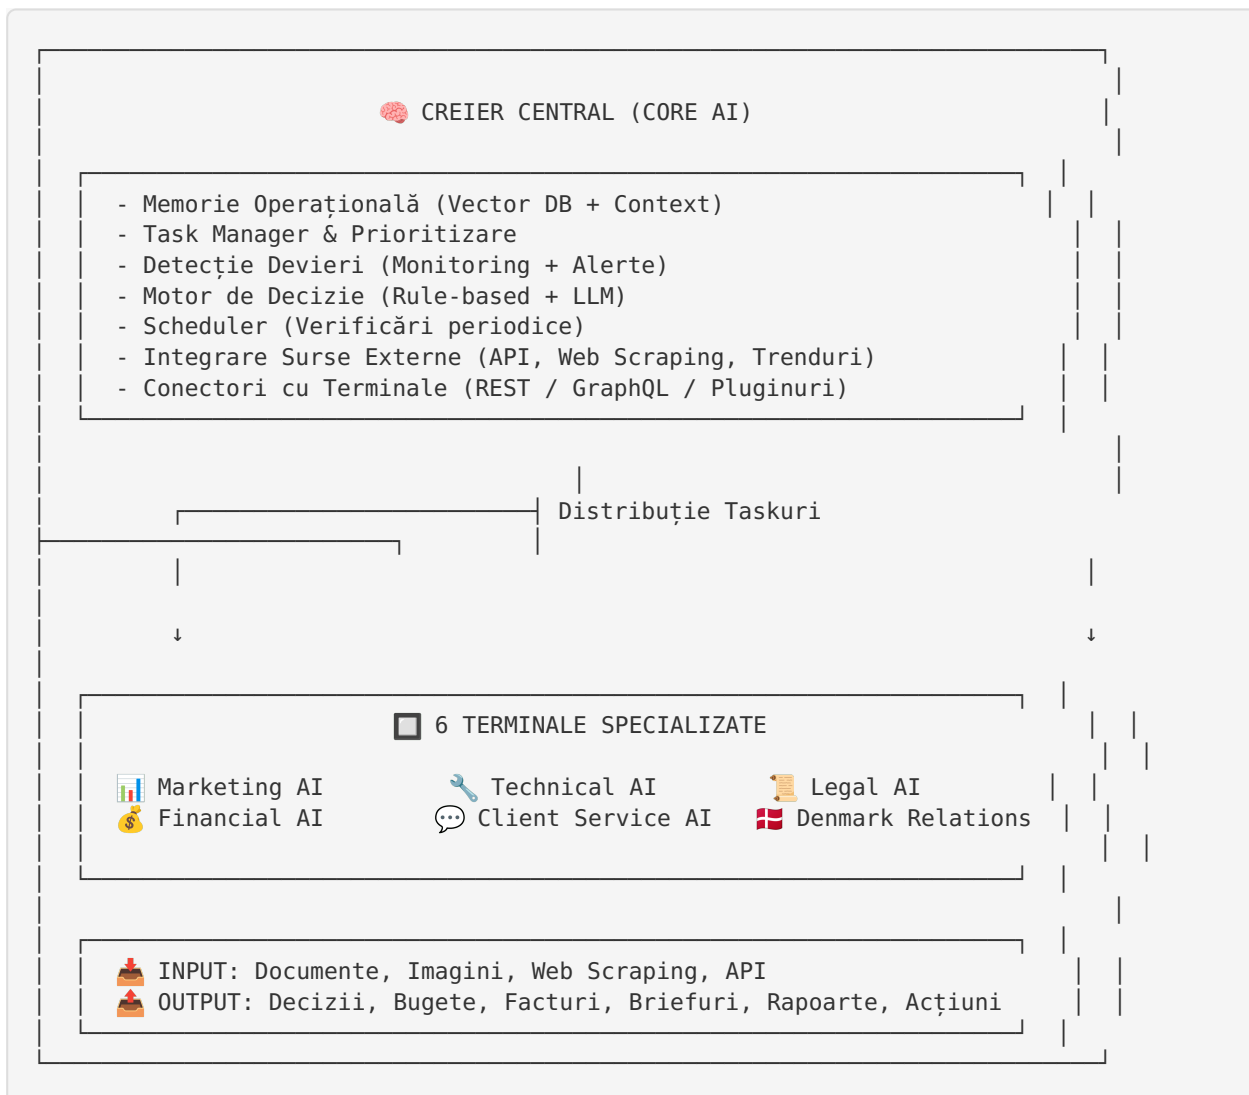 🧠 CREIER CENTRAL (CORE AI)
- Memorie Operațională (Vector DB + Context)
- Task Manager & Prioritizare
- Detecție Devieri (Monitoring + Alerte)
- Motor de Decizie (Rule-based + LLM)
- Scheduler (Verificări periodice)
- Integrare Surse Externe (API, Web Scraping, Trenduri)
- Conectori cu Terminale (REST / GraphQL / Pluginuri)
Distribuție Taskuri
↓ ↓
🔲 6 TERMINALE SPECIALIZATE
📊 Marketing AI 🔧 Technical AI 📜 Legal AI
💰 Financial AI 💬 Client Service AI 🇩🇰 Denmark Relations
📥 INPUT: Documente, Imagini, Web Scraping, API
📤 OUTPUT: Decizii, Bugete, Facturi, Briefuri, Rapoarte, Acțiuni